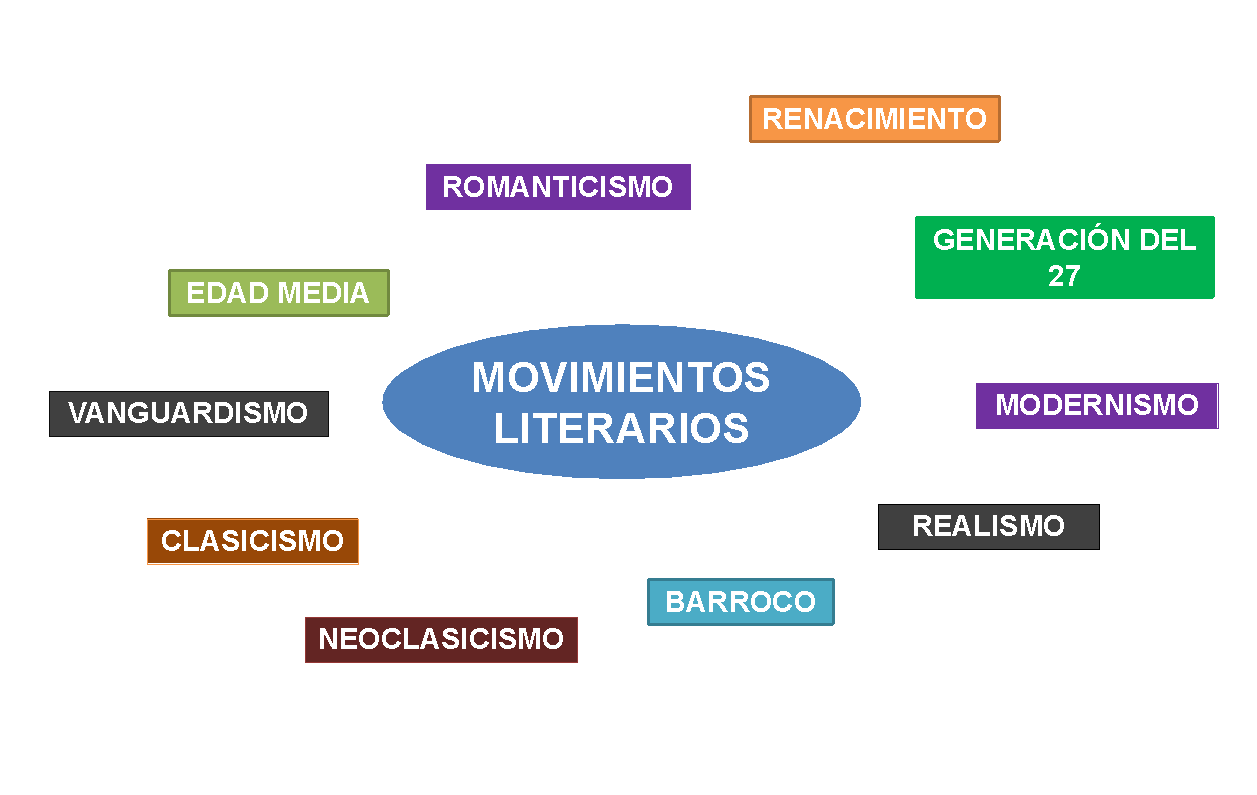 RENACIMIENTO
ROMANTICISMO
GENERACIÓN DEL
27
EDAD MEDIA
MOVIMIENTOS
LITERARIOS
VANGUARDISMO
MODERNISMO
REALISMO
CLASICISMO
BARROCO
NEOCLASICISMO